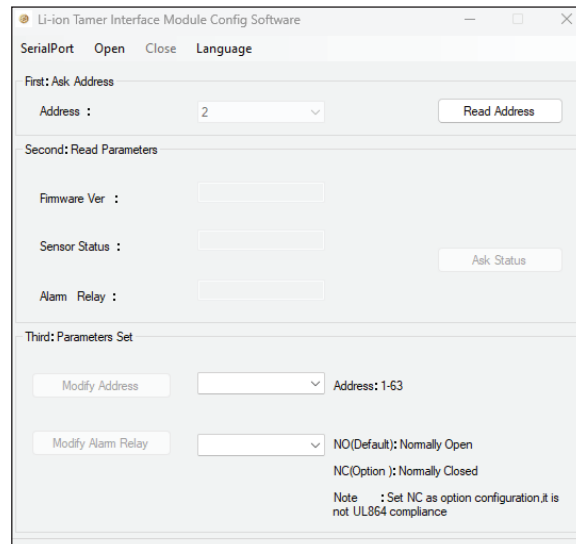 Li-ion Tamer Interface Module Config Software
SerialPort Open Close Language
First: Ask Address
Address : 2 Read Address
Second: Read Parameters
Firmware Ver :
Sensor Status :
Ask Status
Alarm Relay :
Third: Parameters Set
Modify Address Address: 1-63
Modify Alarm Relay NO(Default): Normally Open
NC(Option ): Normally Closed
Note : Set NC as option configuration,it is
not UL864 compliance